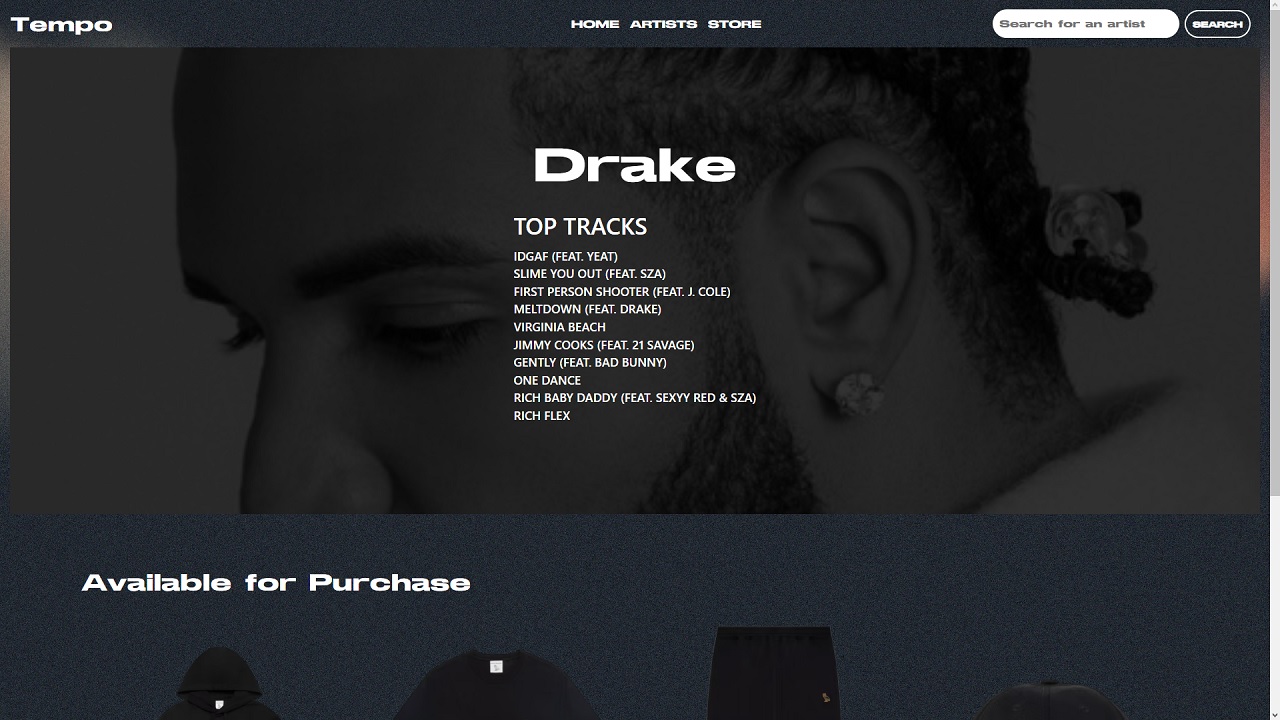 Tempo
HOME ARTISTS STORE
Search for an artist
SEARCH
Drake
TOP TRACKS
IDGAF (FEAT. YEAT)
SLIME YOU OUT (FEAT. SZA)
FIRST PERSON SHOOTER (FEAT. J. COLE)
MELTDOWN (FEAT. DRAKE)
VIRGINIA BEACH
JIMMY COOKS (FEAT. 21 SAVAGE)
GENTLY (FEAT. BAD BUNNY)
ONE DANCE
RICH BABY DADDY (FEAT. SEXYY RED & SZA)
RICH FLEX
Available for Purchase